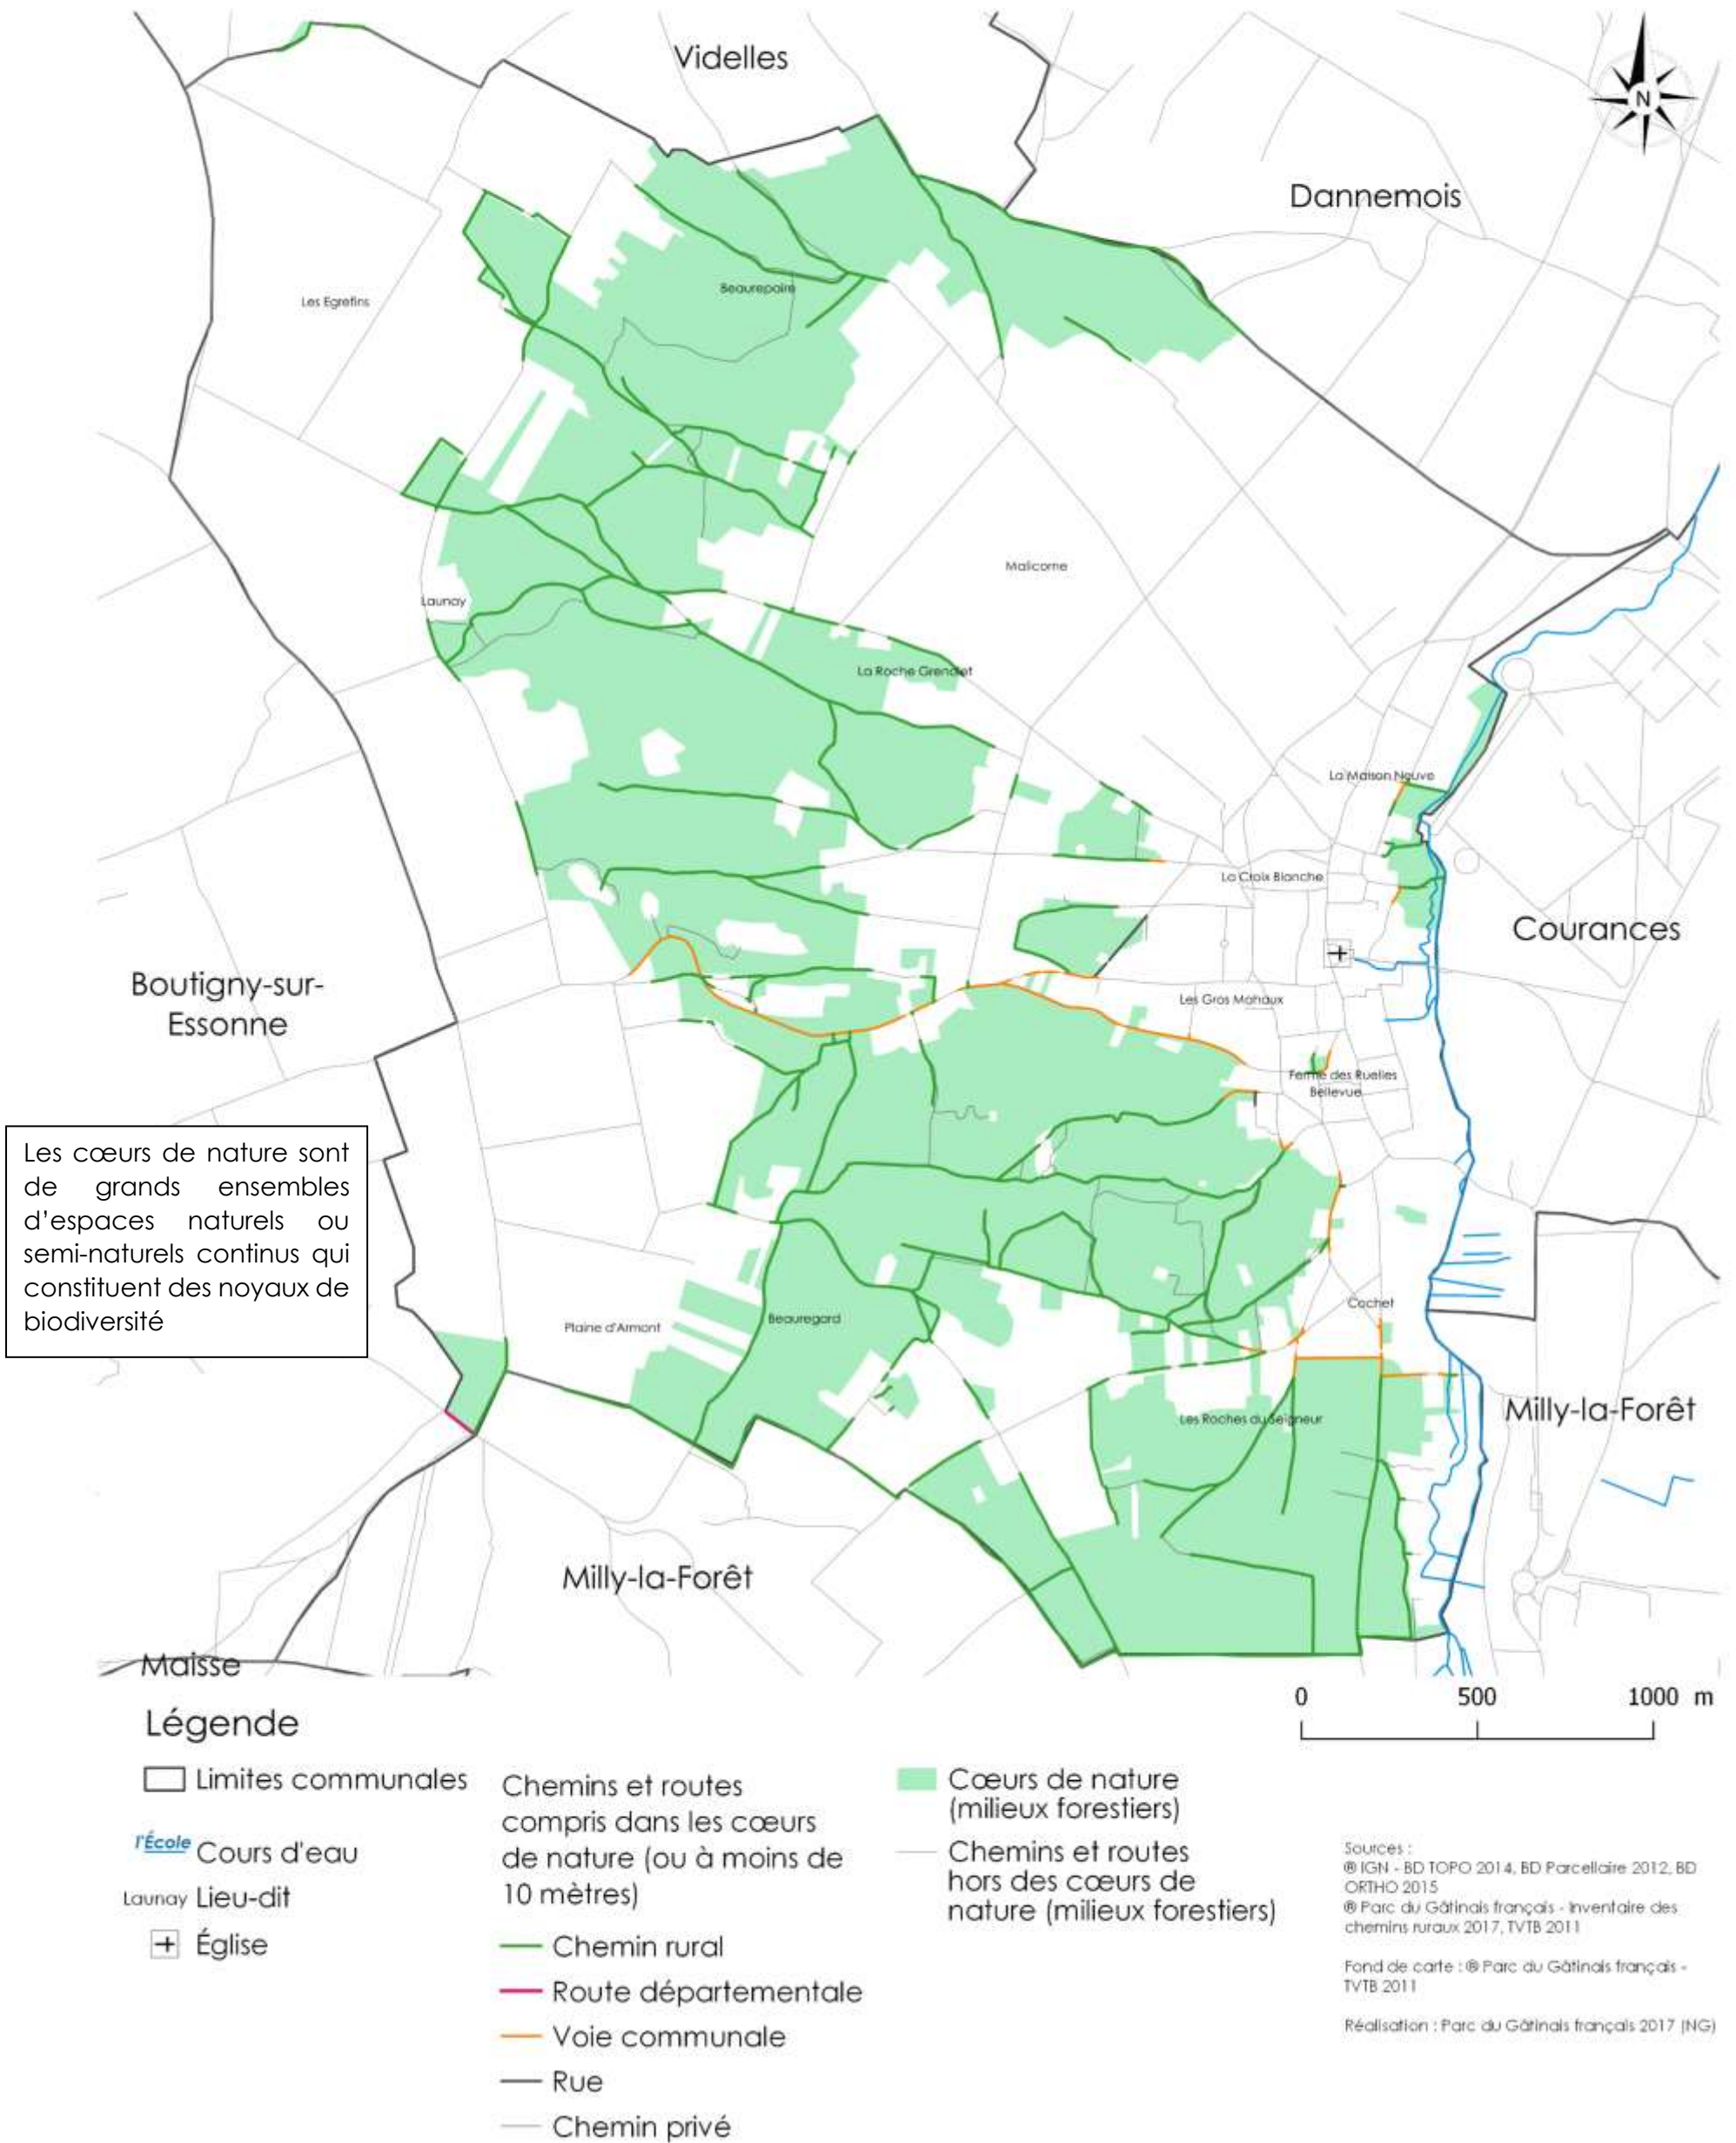 Videlles
N
Dannemois
Beaurepaire
Les Egrefins
Malicorne
Launay
La Roche Grendlet
La Maison Neuve
La Croix Blanche
Courances
Boutigny-sur-
Essonne
Les Gros Mahaux
Ferme des Ruelles
Bellevue
Les cœurs de nature sont
de grands ensembles
d'espaces naturels ou
semi-naturels continus qui
constituent des noyaux de
biodiversité
Cochet
Plaine d'Armont
Beauregard
Les Roches du Seigneur
Milly-la-Forêt
Milly-la-Forêt
Maisse
0 500 1000 m
Légende
Limites communales
l'École Cours d'eau
Launay Lieu-dit
Église
Chemins et routes
compris dans les cœurs
de nature (ou à moins de
10 mètres)
Chemin rural
Route départementale
Voie communale
Rue
Chemin privé
Cœurs de nature
(milieux forestiers)
Chemins et routes
hors des cœurs de
nature (milieux forestiers)
Sources :
® IGN - BD TOPO 2014, BD Parcellaire 2012, BD
ORTHO 2015
® Parc du Gâtinais français - Inventaire des
chemins ruraux 2017, TVTB 2011
Fond de carte : ® Parc du Gâtinais français -
TVTB 2011
Réalisation : Parc du Gâtinais français 2017 (NG)